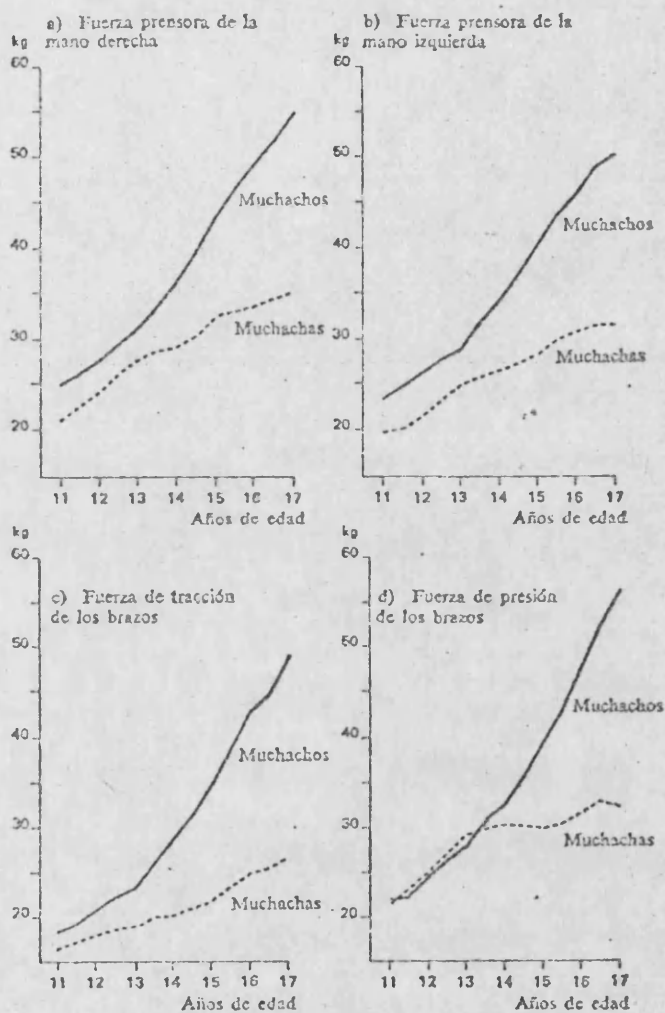 a) Fuerza prensora de la
mano derecha
kg
60
50
40
30
20
Muchachos
Muchachas
11 12 13 14 15 16 17
Años de edad
b) Fuerza prensora de la
mano izquierda
kg
60
50
40
30
20
Muchachos
Muchachas
11 12 13 14 15 16 17
Años de edad
c) Fuerza de tracción
de los brazos
kg
60
50
40
30
20
Muchachos
Muchachas
11 12 13 14 15 16 17
Años de edad
d) Fuerza de presión
de los brazos
kg
60
50
40
30
20
Muchachos
Muchachas
11 12 13 14 15 16 17
Años de edad